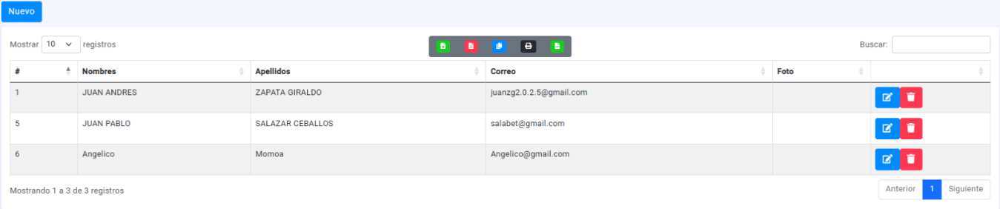 Nuevo
Mostrar 10 registros
Buscar:
# Nombres Apellidos Correo Foto
1 JUAN ANDRES ZAPATA GIRALDO juanzg2.0.2.5@gmail.com
5 JUAN PABLO SALAZAR CEBALLOS salabet@gmail.com
6 Angelico Momoa Angelico@gmail.com
Mostrando 1 a 3 de 3 registros
Anterior 1 Siguiente